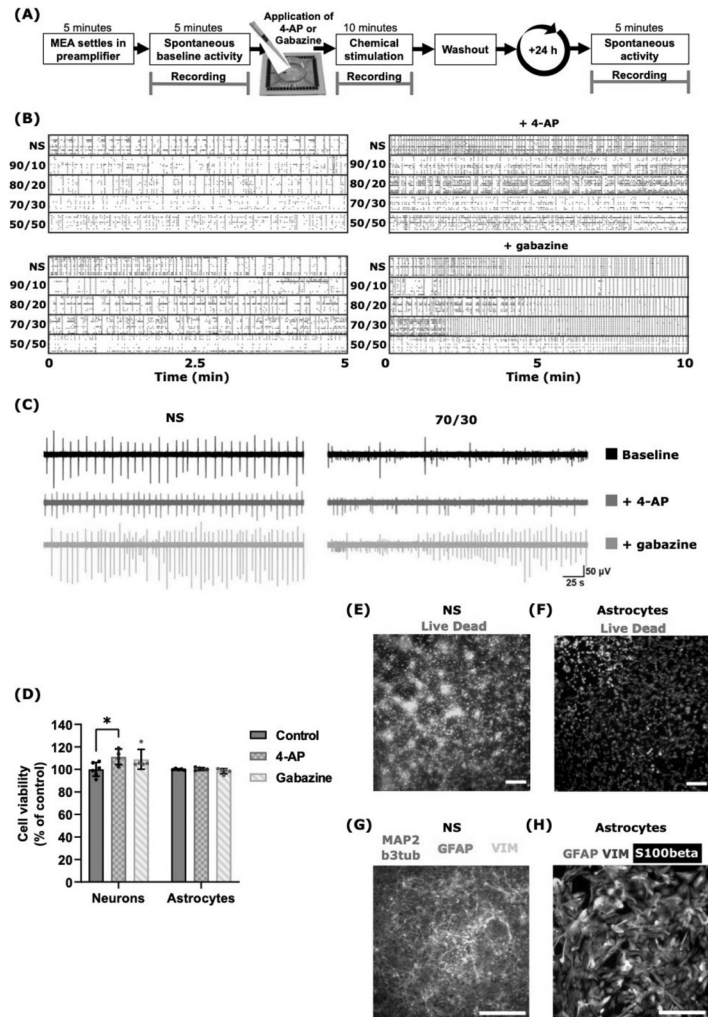 (A)
5 minutes
MEA settles in
preamplifier
5 minutes
Spontaneous
baseline activity
Recording
Application of
4-AP or
Gabazine
10 minutes
Chemical
stimulation
Recording
Washout
+24 h
5 minutes
Spontaneous
activity
Recording
(B)
+ 4-AP
NS
90/10
80/20
70/30
50/50
NS
90/10
80/20
70/30
50/50
+ gabazine
NS
90/10
80/20
70/30
50/50
NS
90/10
80/20
70/30
50/50
0 2.5 5
Time (min)
0 5 10
Time (min)
(C)
NS
70/30
Baseline
+ 4-AP
+ gabazine
50 µV
25 s
(D)
Cell viability
(% of control)
140
120
100
80
60
40
20
0
*
*
Neurons
Astrocytes
Control
4-AP
Gabazine
(E) NS
Live Dead
(F) Astrocytes
Live Dead
(G) NS
MAP2
b3tub
GFAP
VIM
(H) Astrocytes
GFAP VIM S100beta